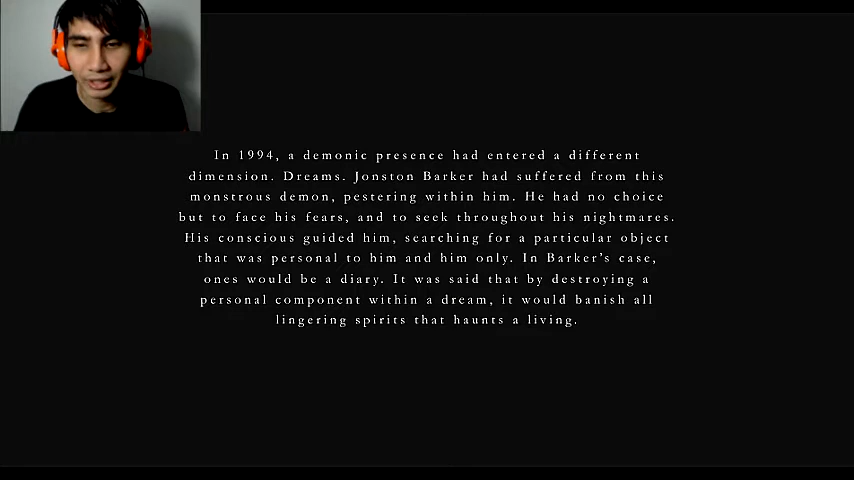 In 1994, a demonic presence had entered a different
dimension. Dreams. Jonston Barker had suffered from this
monstrous demon, pestering within him. He had no choice
but to face his fears, and to seek throughout his nightmares.
His conscious guided him, searching for a particular object
that was personal to him and him only. In Barker's case,
ones would be a diary. It was said that by destroying a
personal component within a dream, it would banish all
lingering spirits that haunts a living.